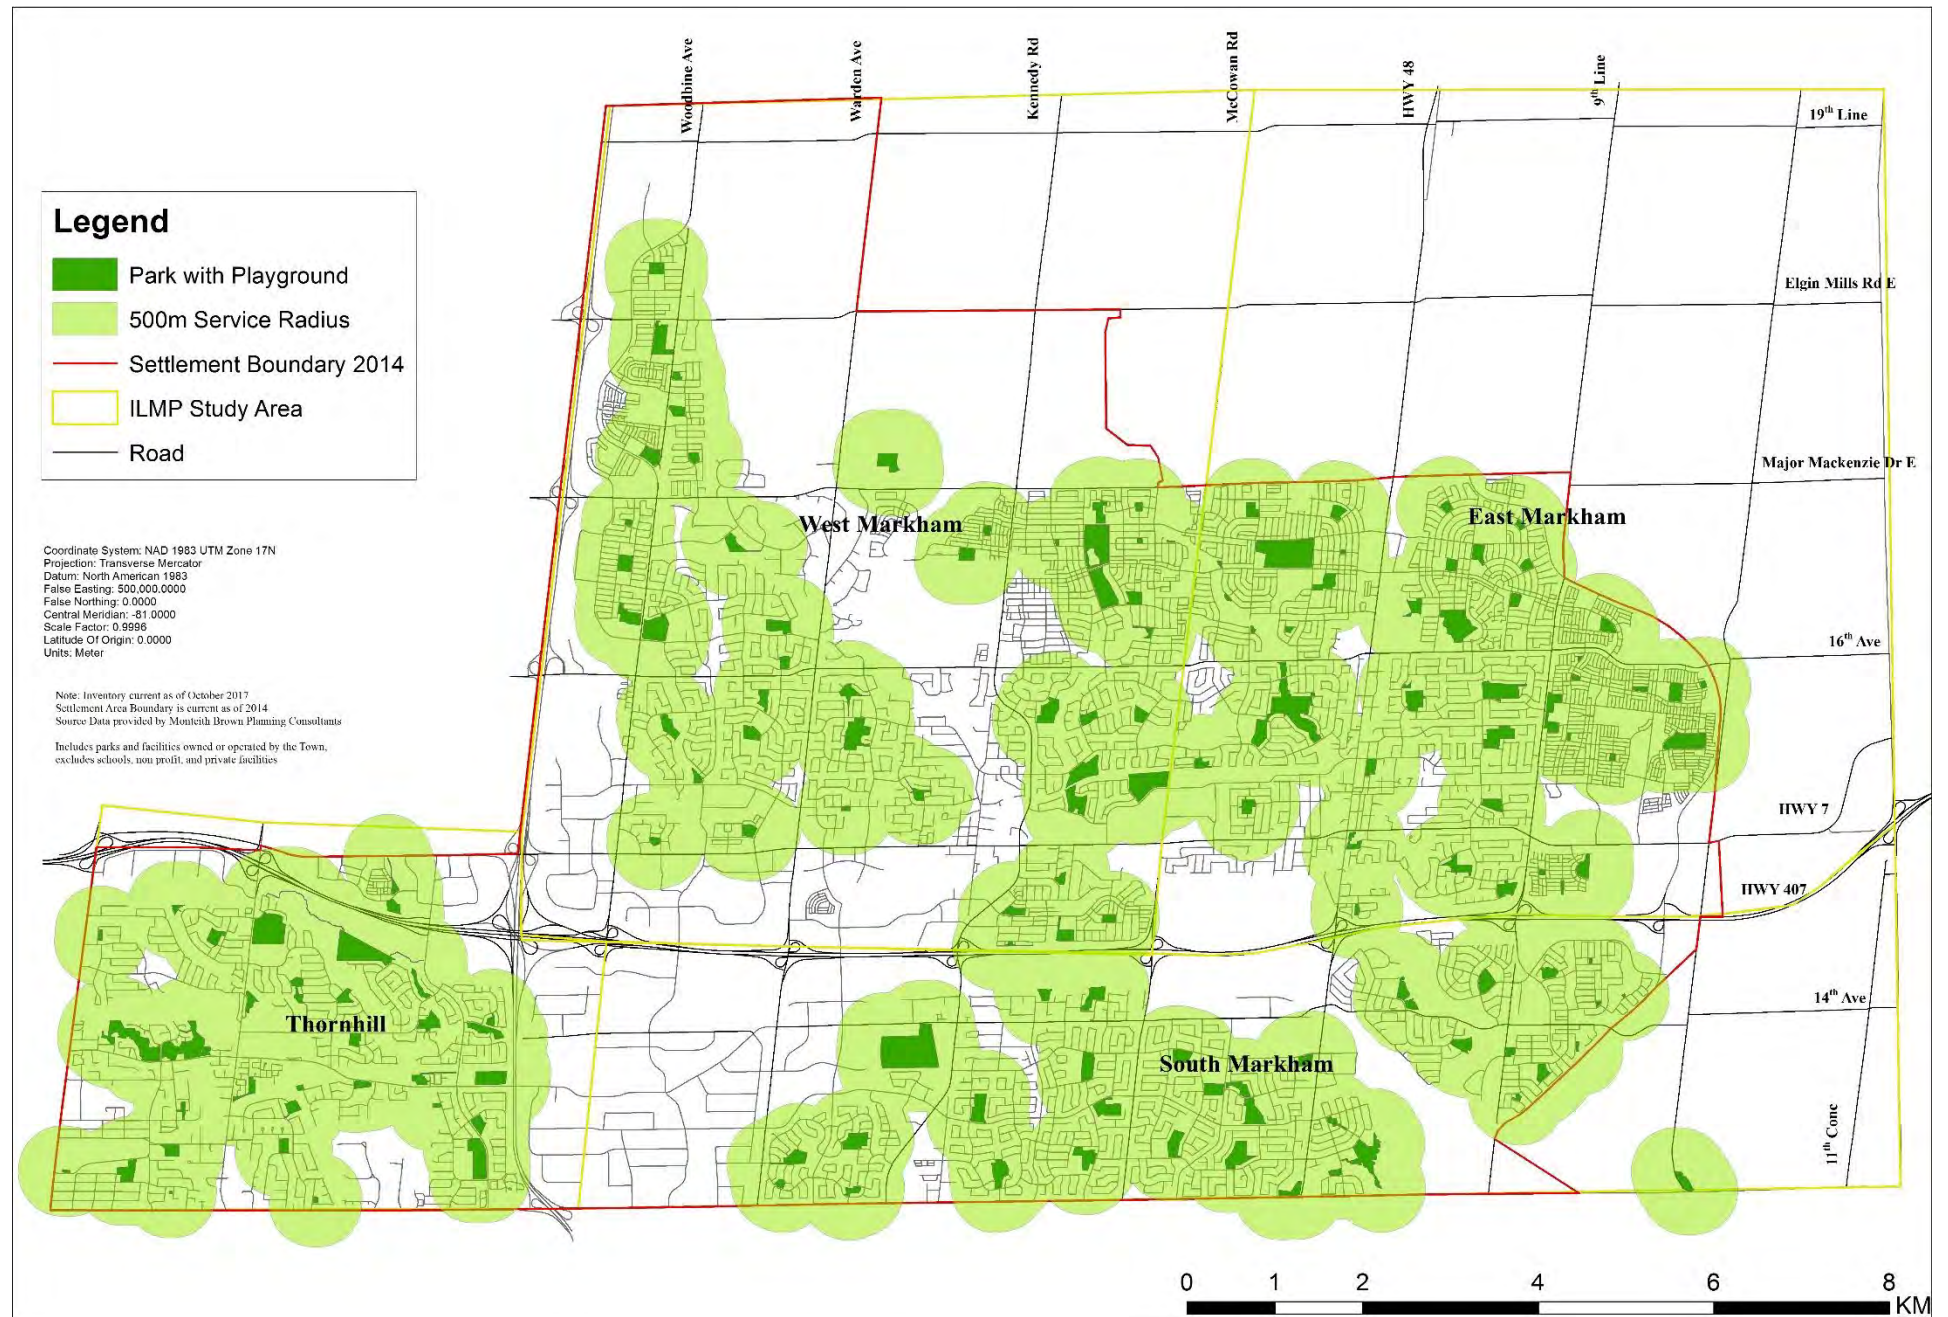 Woodbine Ave
Warden Ave
Kennedy Rd
McCowan Rd
HWY 48
9th Line
19th Line
Legend
Park with Playground
500m Service Radius
Settlement Boundary 2014
ILMP Study Area
Road
Elgin Mills Rd E
Major Mackenzie Dr E
West Markham
East Markham
Coordinate System: NAD 1983 UTM Zone 17N
Projection: Transverse Mercator
Datum: North American 1983
False Easting: 500,000.0000
False Northing: 0.0000
Central Meridian: -81.0000
Scale Factor: 0.9996
Latitude Of Origin: 0.0000
Units: Meter
16th Ave
Note: Inventory current as of October 2017
Settlement Area Boundary is current as of 2014
Source Data provided by Monteith Brown Planning Consultants
Includes parks and facilities owned or operated by the Town,
excludes schools, non profit, and private facilities
HWY 7
HWY 407
14th Ave
Thornhill
South Markham
11th Conc
0 1 2 4 6 8
KM